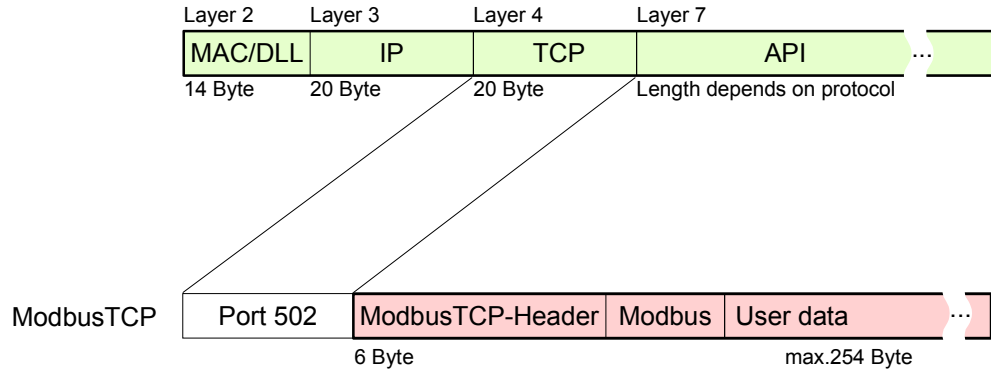 Layer 2 Layer 3 Layer 4 Layer 7
MAC/DLL IP TCP API ...
14 Byte 20 Byte 20 Byte Length depends on protocol
ModbusTCP Port 502 ModbusTCP-Header Modbus User data ...
6 Byte max.254 Byte